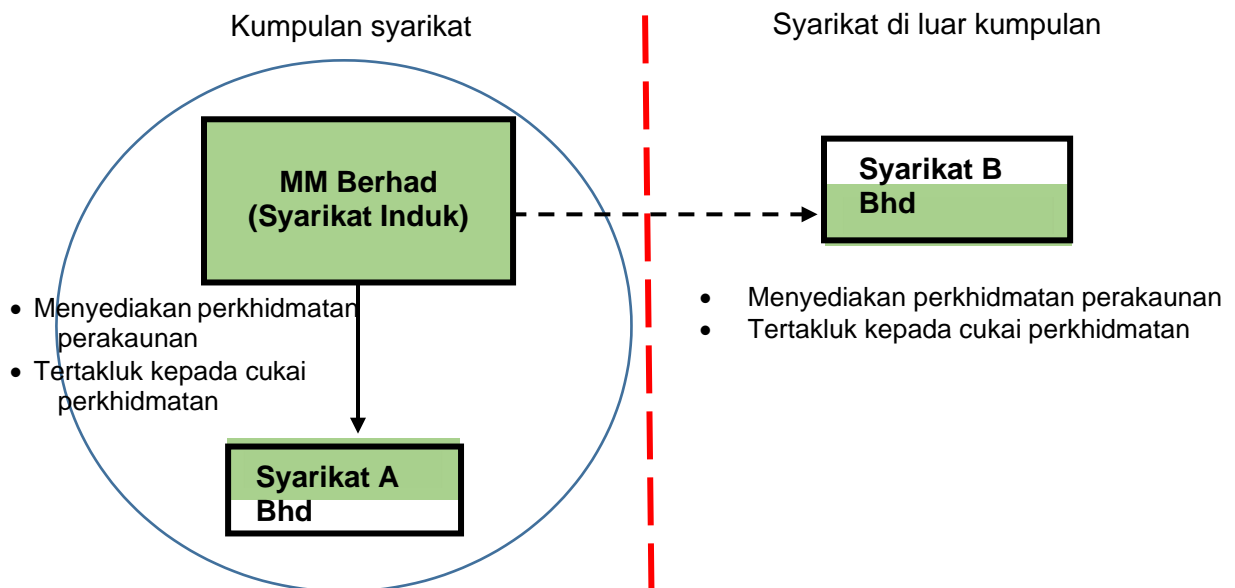 Kumpulan syarikat
Syarikat di luar kumpulan
MM Berhad
(Syarikat Induk)
Syarikat B
Bhd
• Menyediakan perkhidmatan
perakaunan
• Tertakluk kepada cukai
perkhidmatan
• Menyediakan perkhidmatan perakaunan
• Tertakluk kepada cukai perkhidmatan
Syarikat A
Bhd